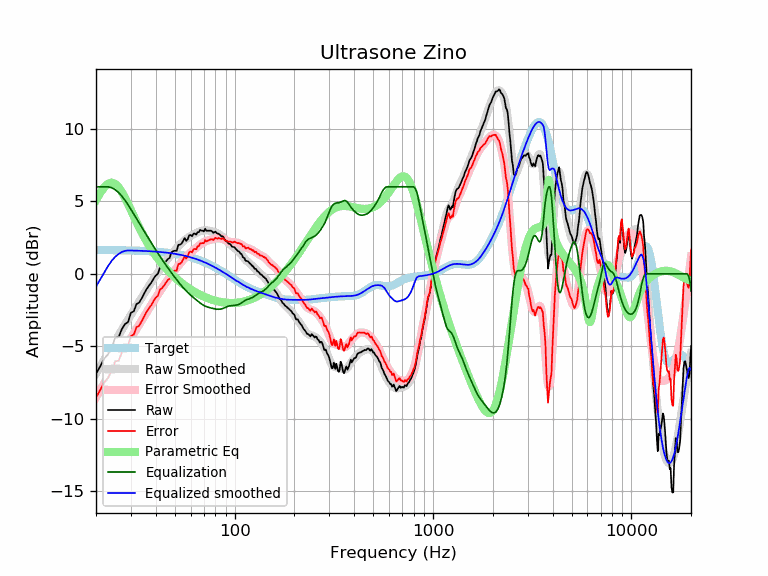 Ultrasone Zino
Amplitude (dBr)
10
5
0
−5
−10
−15
Target
Raw Smoothed
Error Smoothed
Raw
Error
Parametric Eq
Equalization
Equalized smoothed
100
1000
10000
Frequency (Hz)